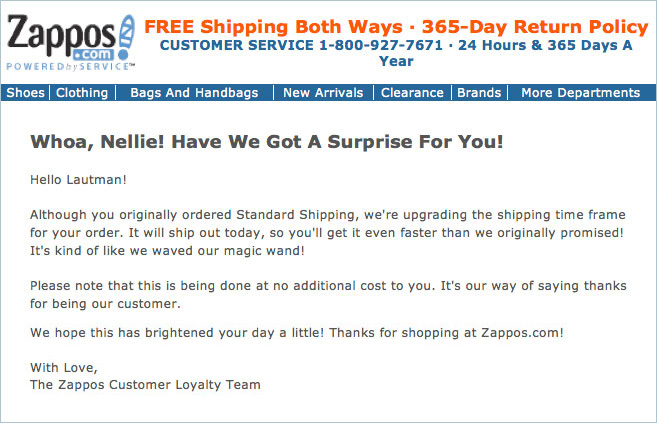 Zappos
.com
POWERED by SERVICE™
FREE Shipping Both Ways · 365-Day Return Policy
CUSTOMER SERVICE 1-800-927-7671 · 24 Hours & 365 Days A
Year
Shoes Clothing Bags And Handbags New Arrivals Clearance Brands More Departments
Whoa, Nellie! Have We Got A Surprise For You!
Hello Lautman!
Although you originally ordered Standard Shipping, we're upgrading the shipping time frame
for your order. It will ship out today, so you'll get it even faster than we originally promised!
It's kind of like we waved our magic wand!
Please note that this is being done at no additional cost to you. It's our way of saying thanks
for being our customer.
We hope this has brightened your day a little! Thanks for shopping at Zappos.com!
With Love,
The Zappos Customer Loyalty Team